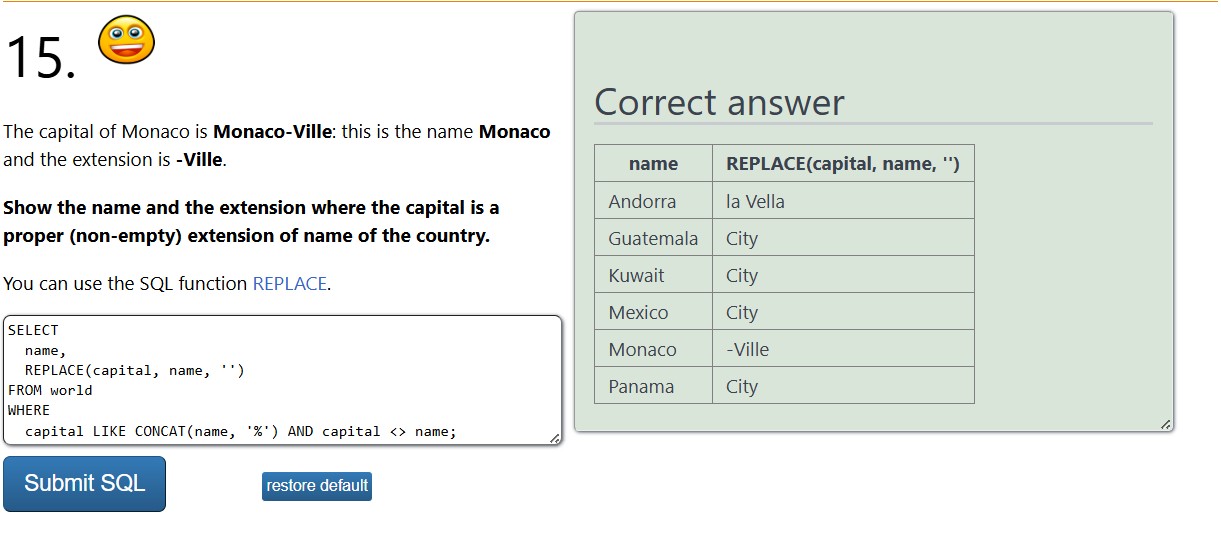 15.
The capital of Monaco is Monaco-Ville: this is the name Monaco
and the extension is -Ville.
Show the name and the extension where the capital is a
proper (non-empty) extension of name of the country.
You can use the SQL function REPLACE.
SELECT
  name,
  REPLACE(capital, name, '')
FROM world
WHERE
  capital LIKE CONCAT(name, '%') AND capital <> name;
Submit SQL
restore default
Correct answer
name REPLACE(capital, name, '')
Andorra la Vella
Guatemala City
Kuwait City
Mexico City
Monaco -Ville
Panama City